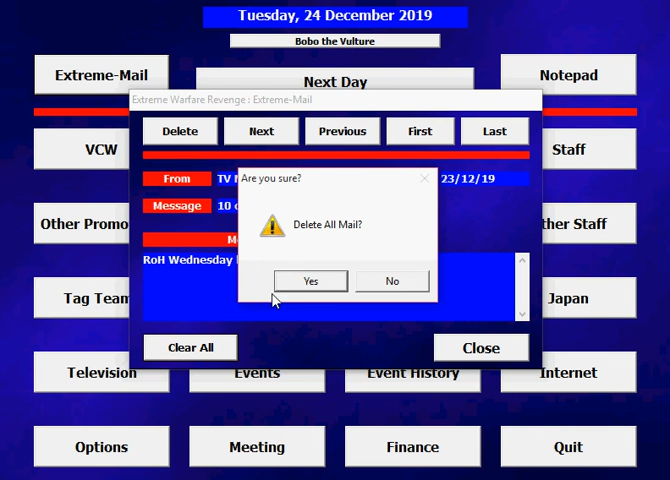 Tuesday, 24 December 2019
Bobo the Vulture
Extreme-Mail
Next Day
Notepad
Extreme Warfare Revenge : Extreme-Mail
Delete
Next
Previous
First
Last
VCW
Staff
From
TV
23/12/19
Message
10
Are you sure?
Delete All Mail?
Yes
No
Other
Staff
RoH Wednesday
Tag
Japan
Clear All
Close
Television
Events
Event History
Internet
Options
Meeting
Finance
Quit